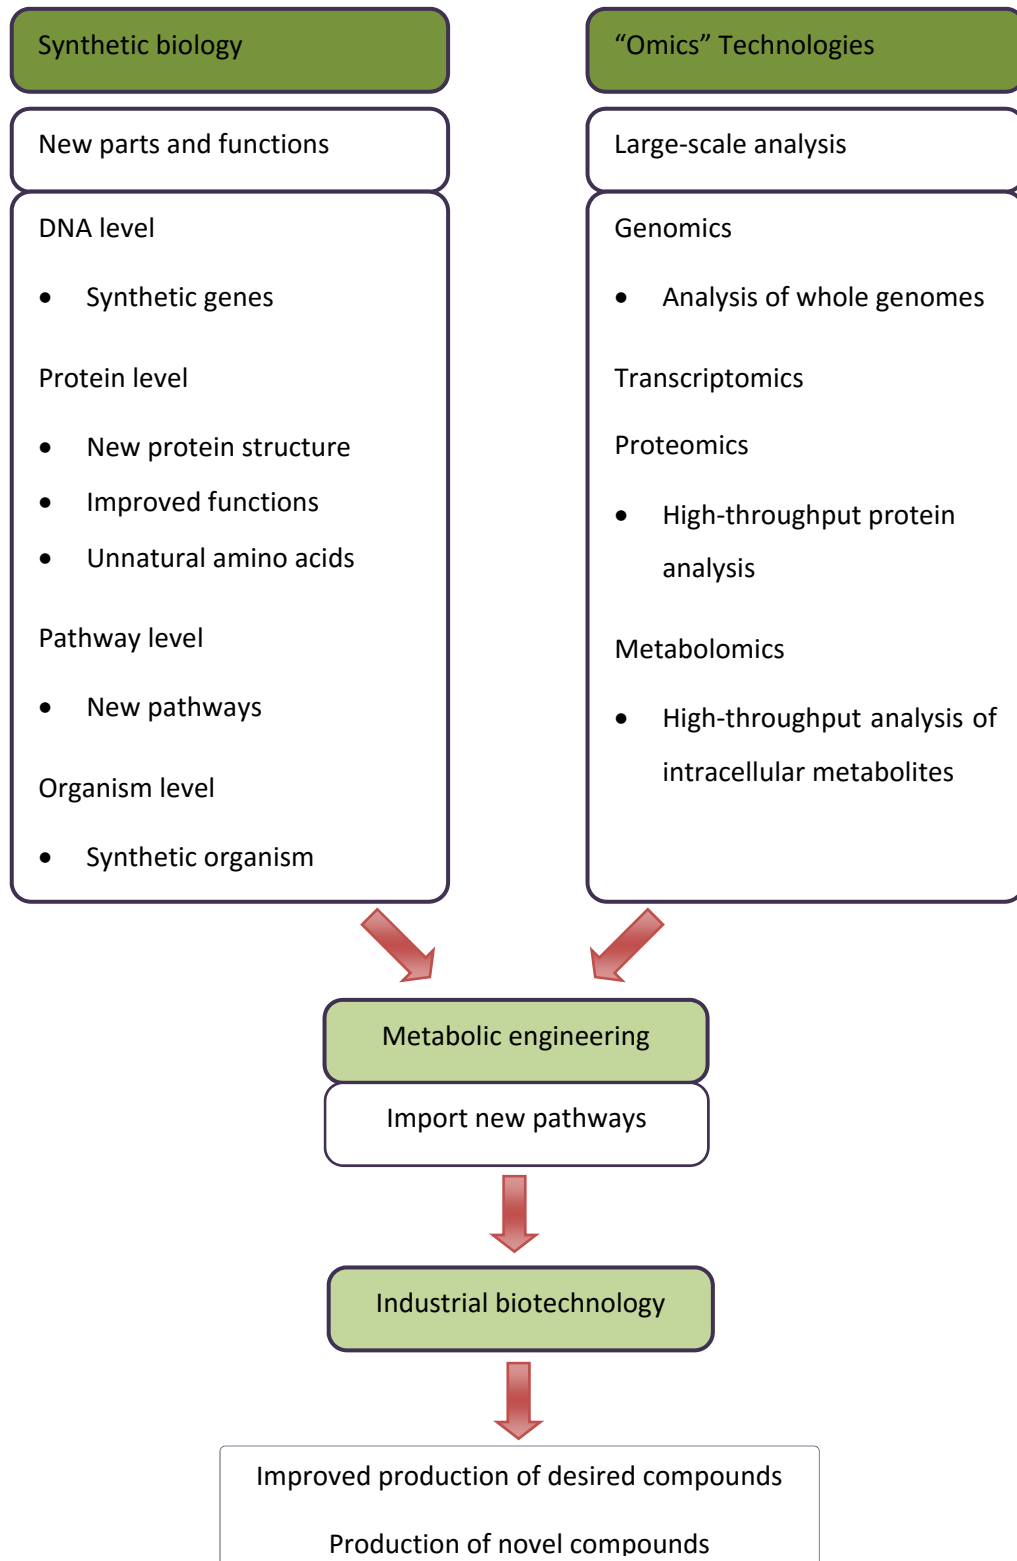 Synthetic biology
New parts and functions
DNA level
• Synthetic genes
Protein level
• New protein structure
• Improved functions
• Unnatural amino acids
Pathway level
• New pathways
Organism level
• Synthetic organism
“Omics” Technologies
Large-scale analysis
Genomics
• Analysis of whole genomes
Transcriptomics
Proteomics
• High-throughput protein
analysis
Metabolomics
• High-throughput analysis of
intracellular metabolites
Metabolic engineering
Import new pathways
Industrial biotechnology
Improved production of desired compounds
Production of novel compounds